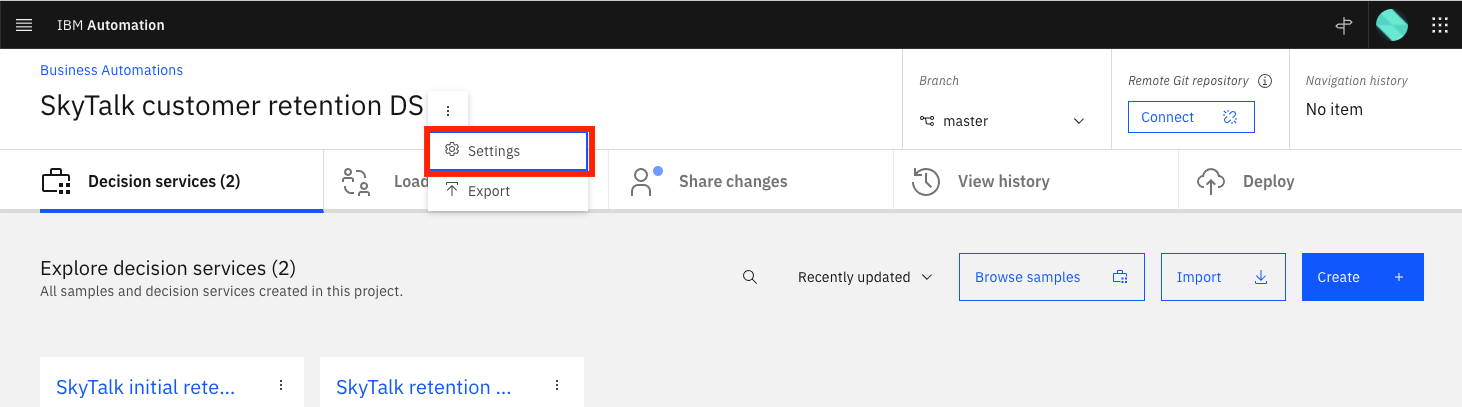 IBM Automation
Business Automations
SkyTalk customer retention DS
Branch
master
Remote Git repository
Connect
Navigation history
No item
Settings
Export
Decision services (2)
Share changes
View history
Deploy
Explore decision services (2)
All samples and decision services created in this project.
Recently updated
Browse samples
Import
Create
SkyTalk initial rete...
SkyTalk retention ...